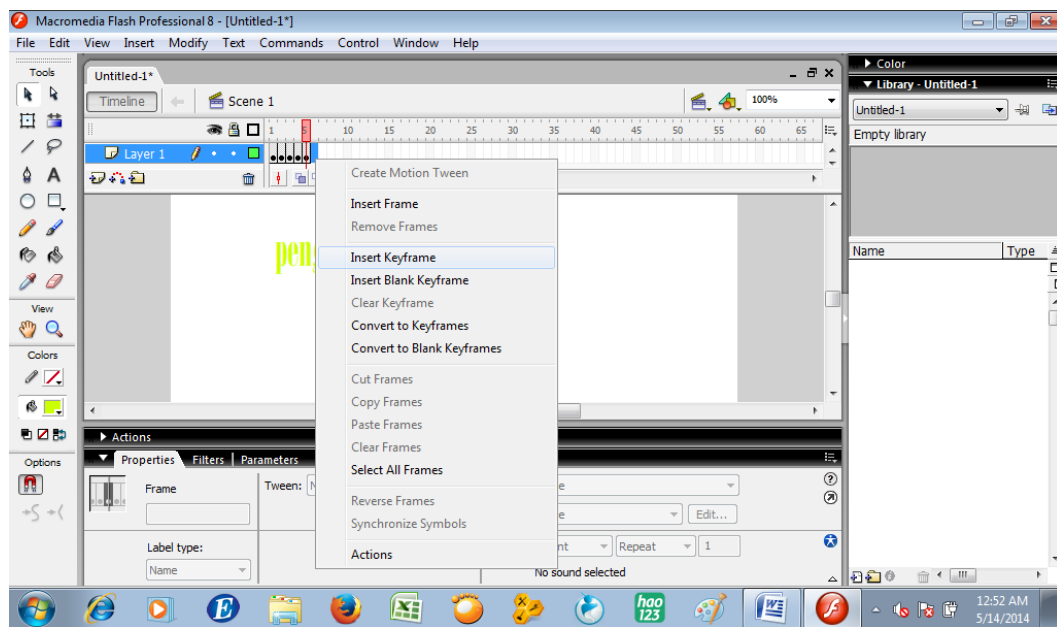 Macromedia Flash Professional 8 - [Untitled-1*]
File Edit View Insert Modify Text Commands Control Window Help
Tools
View
Colors
Options
Untitled-1*
Timeline
Scene 1
100%
1 5 10 15 20 25 30 35 40 45 50 55 60 65
Layer 1
pen
Create Motion Tween
Insert Frame
Remove Frames
Insert Keyframe
Insert Blank Keyframe
Clear Keyframe
Convert to Keyframes
Convert to Blank Keyframes
Cut Frames
Copy Frames
Paste Frames
Clear Frames
Select All Frames
Reverse Frames
Synchronize Symbols
Actions
Actions
Properties Filters Parameters
Frame
Tween: N
Label type:
Name
e
e
Edit...
nt
Repeat
1
No sound selected
Color
Library - Untitled-1
Untitled-1
Empty library
Name Type
hao
123
12:52 AM
5/14/2014